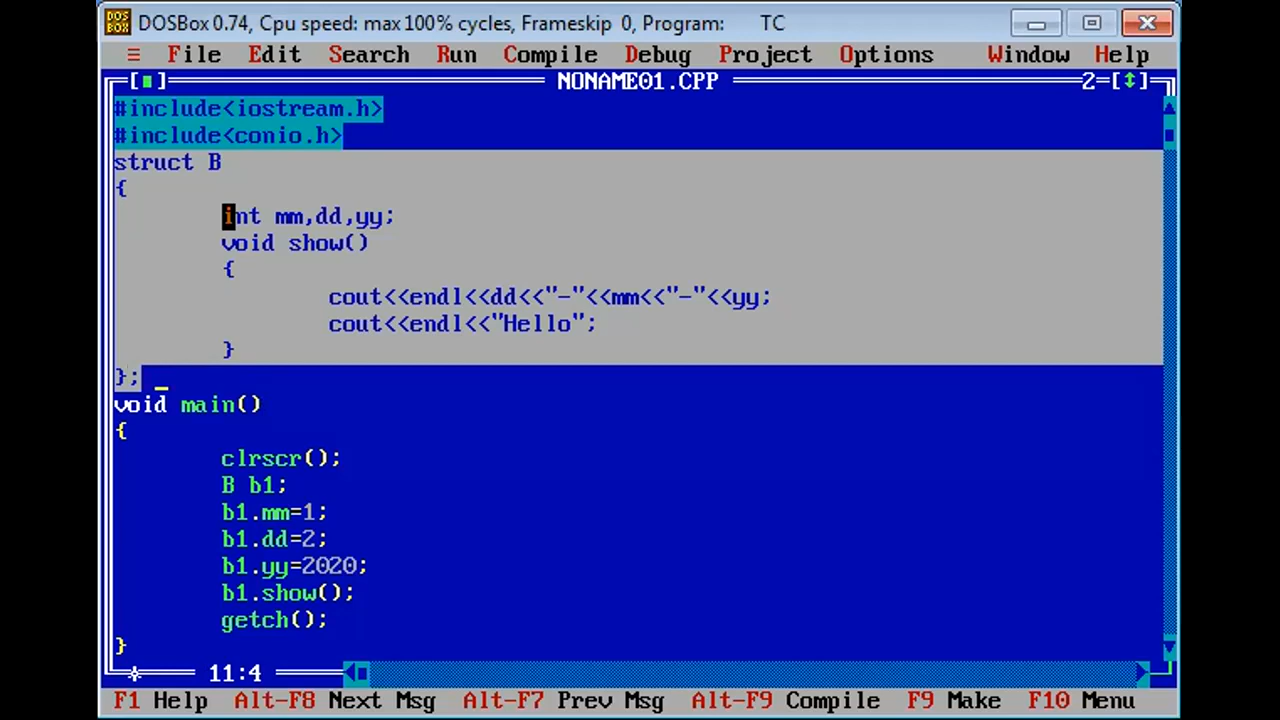 DOSBox 0.74, Cpu speed: max 100% cycles, Frameskip 0, Program: TC
≡ File Edit Search Run Compile Debug Project Options Window Help
[■] NONAME01.CPP 2=[↕]
#include<iostream.h>
#include<conio.h>
struct B
{
int mm,dd,yy;
void show()
{
cout<<endl<<dd<<"-"<<mm<<"-"<<yy;
cout<<endl<<"Hello";
}
};
void main()
{
clrscr();
B b1;
b1.mm=1;
b1.dd=2;
b1.yy=2020;
b1.show();
getch();
}
11:4
F1 Help Alt-F8 Next Msg Alt-F7 Prev Msg Alt-F9 Compile F9 Make F10 Menu